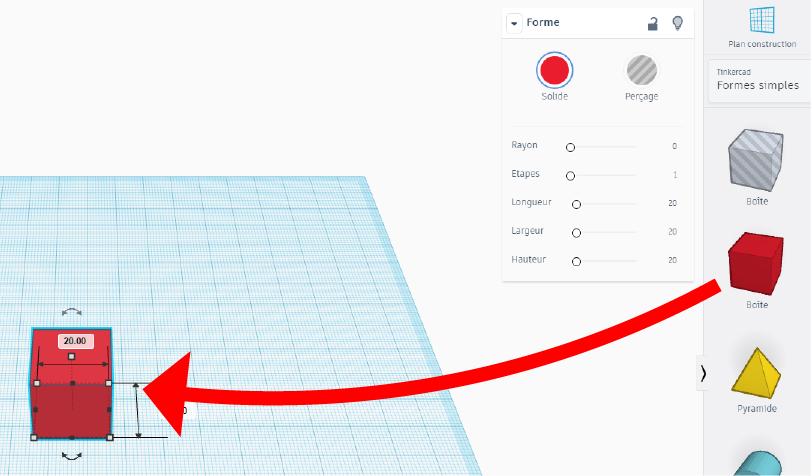 Forme
Solide
Perçage
Rayon 0
Etapes 1
Longueur 20
Largeur 20
Hauteur 20
Plan construction
Tinkercad
Formes simples
Boîte
Boîte
Pyramide
20.00
0